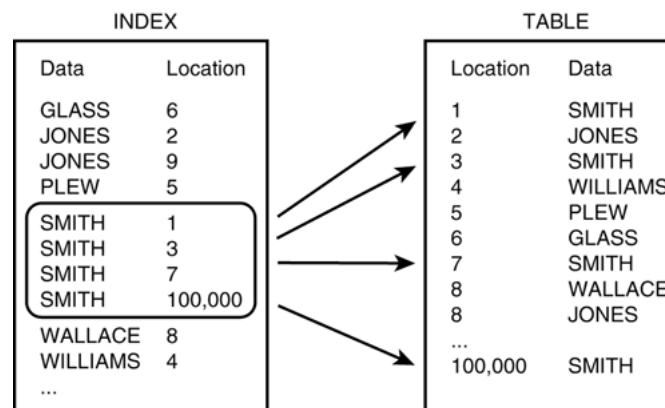 INDEX
Data Location
GLASS 6
JONES 2
JONES 9
PLEW 5
SMITH 1
SMITH 3
SMITH 7
SMITH 100,000
WALLACE 8
WILLIAMS 4
...
TABLE
Location Data
1 SMITH
2 JONES
3 SMITH
4 WILLIAMS
5 PLEW
6 GLASS
7 SMITH
8 WALLACE
8 JONES
...
100,000 SMITH